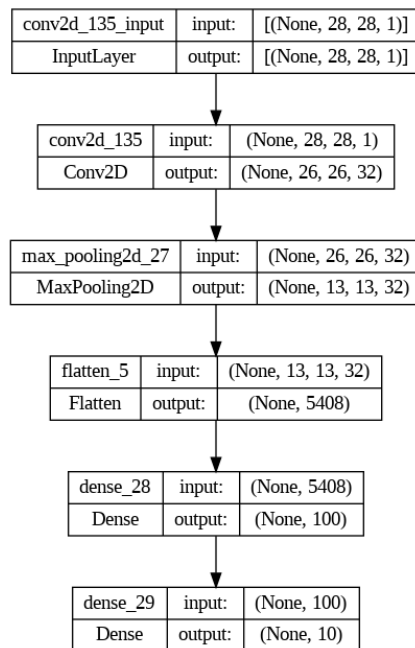 conv2d_135_input input: [(None, 28, 28, 1)]
InputLayer output: [(None, 28, 28, 1)]
conv2d_135 input: (None, 28, 28, 1)
Conv2D output: (None, 26, 26, 32)
max_pooling2d_27 input: (None, 26, 26, 32)
MaxPooling2D output: (None, 13, 13, 32)
flatten_5 input: (None, 13, 13, 32)
Flatten output: (None, 5408)
dense_28 input: (None, 5408)
Dense output: (None, 100)
dense_29 input: (None, 100)
Dense output: (None, 10)